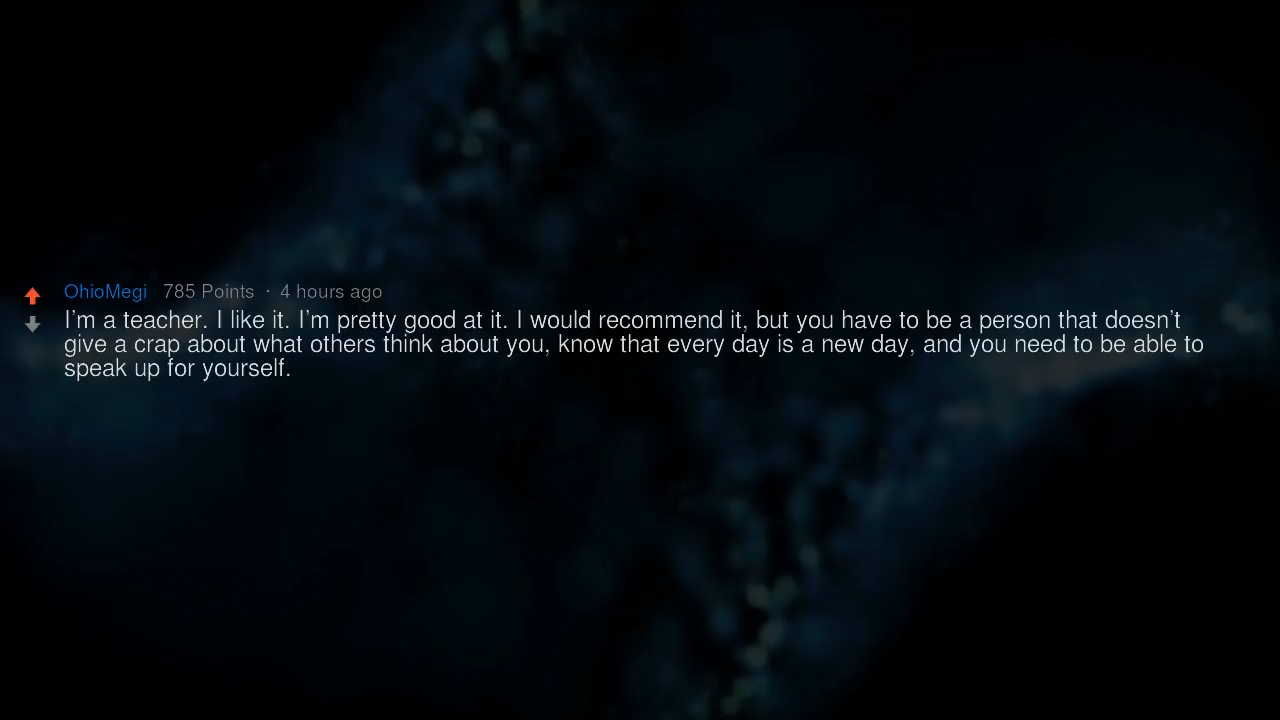 OhioMegi 785 Points · 4 hours ago
I’m a teacher. I like it. I’m pretty good at it. I would recommend it, but you have to be a person that doesn’t
give a crap about what others think about you, know that every day is a new day, and you need to be able to
speak up for yourself.